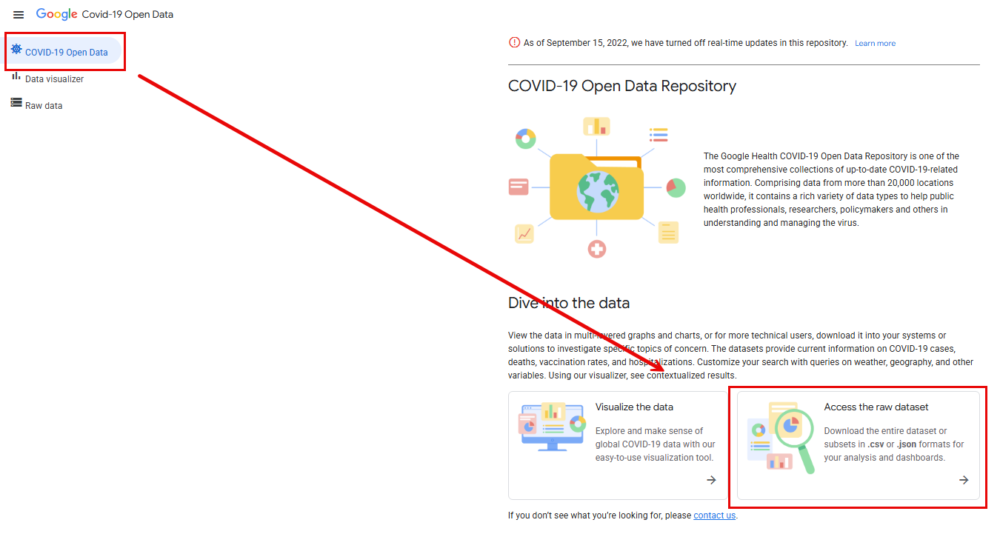 Google Covid-19 Open Data
COVID-19 Open Data
Data visualizer
Raw data
As of September 15, 2022, we have turned off real-time updates in this repository. Learn more
COVID-19 Open Data Repository
The Google Health COVID-19 Open Data Repository is one of the
most comprehensive collections of up-to-date COVID-19-related
information. Comprising data from more than 20,000 locations
worldwide, it contains a rich variety of data types to help public
health professionals, researchers, policymakers and others in
understanding and managing the virus.
Dive into the data
View the data in multi-layered graphs and charts, or for more technical users, download it into your systems or
solutions to investigate specific topics of concern. The datasets provide current information on COVID-19 cases,
deaths, vaccination rates, and hospitalizations. Customize your search with queries on weather, geography, and other
variables. Using our visualizer, see contextualized results.
Visualize the data
Explore and make sense of
global COVID-19 data with our
easy-to-use visualization tool.
Access the raw dataset
Download the entire dataset or
subsets in .csv or .json formats for
your analysis and dashboards.
If you don't see what you're looking for, please contact us.